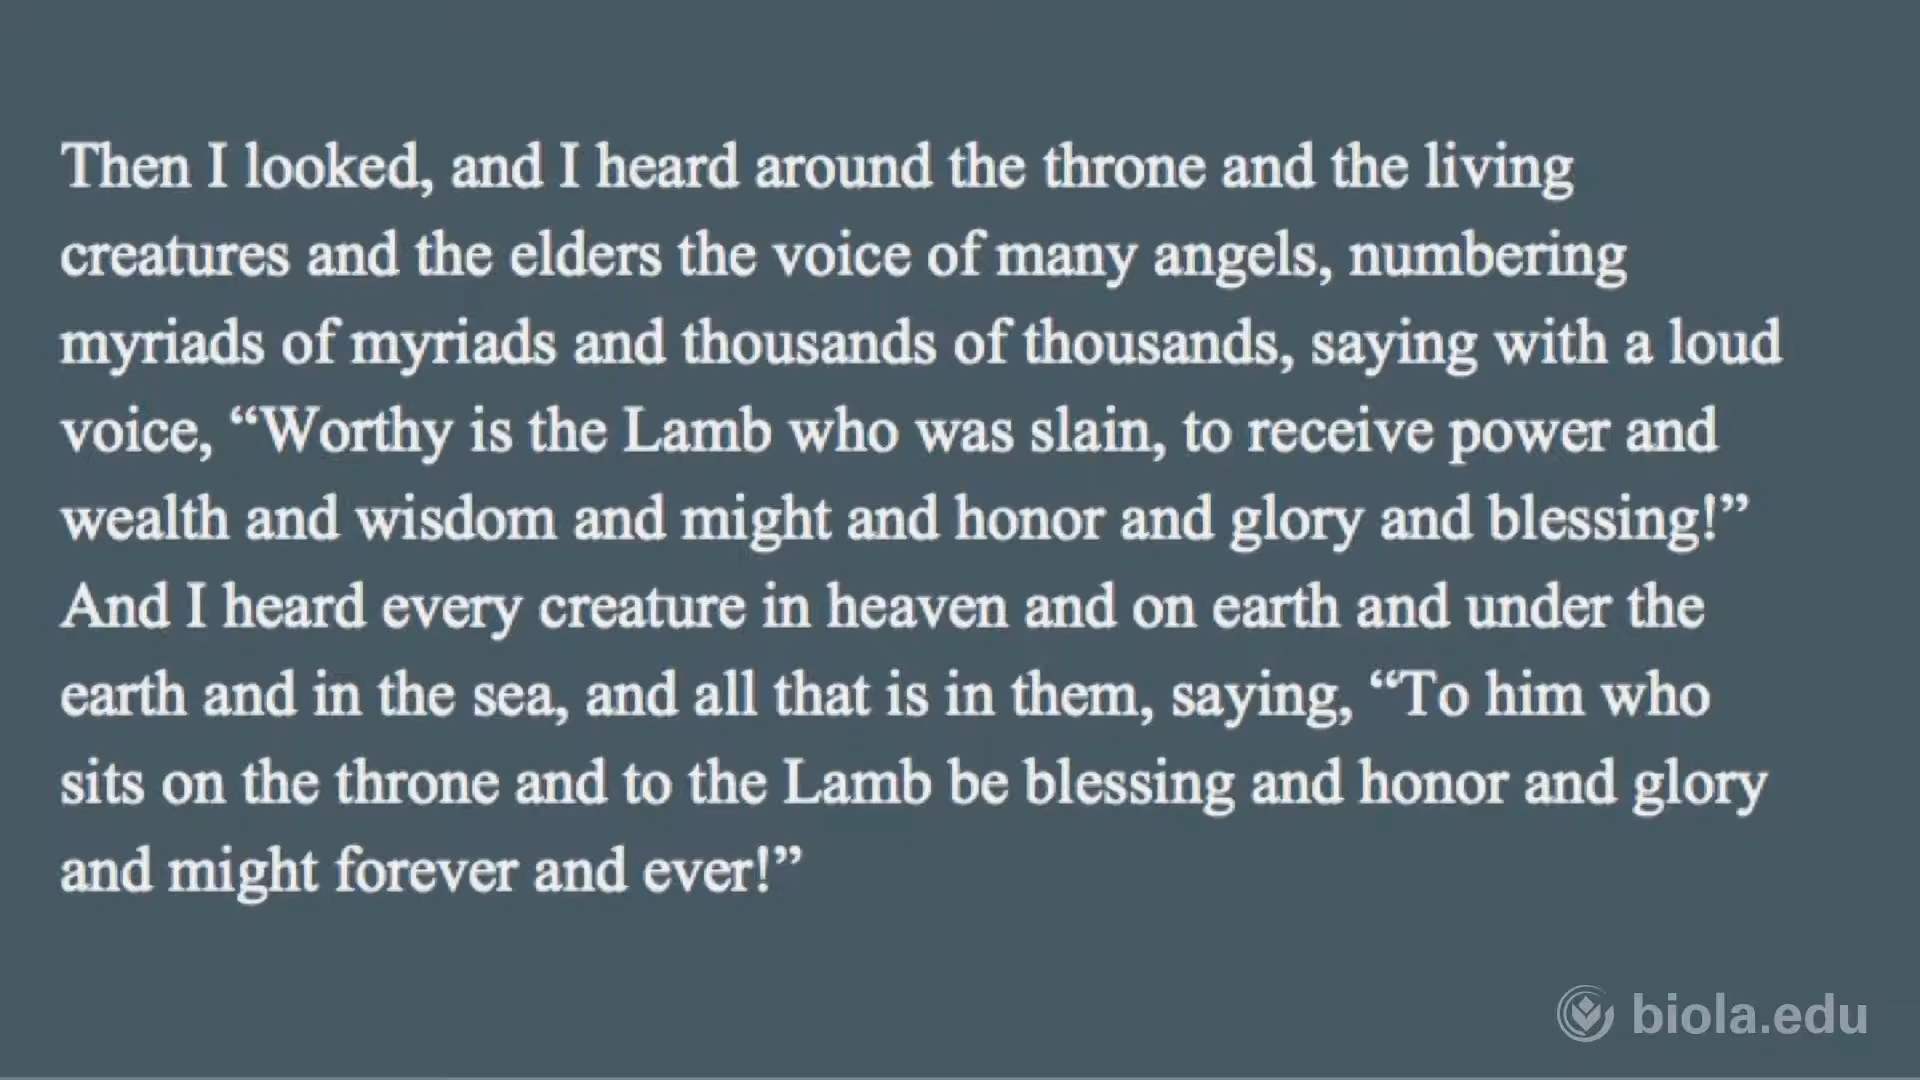 Then I looked, and I heard around the throne and the living
creatures and the elders the voice of many angels, numbering
myriads of myriads and thousands of thousands, saying with a loud
voice, “Worthy is the Lamb who was slain, to receive power and
wealth and wisdom and might and honor and glory and blessing!”
And I heard every creature in heaven and on earth and under the
earth and in the sea, and all that is in them, saying, “To him who
sits on the throne and to the Lamb be blessing and honor and glory
and might forever and ever!”
biola.edu